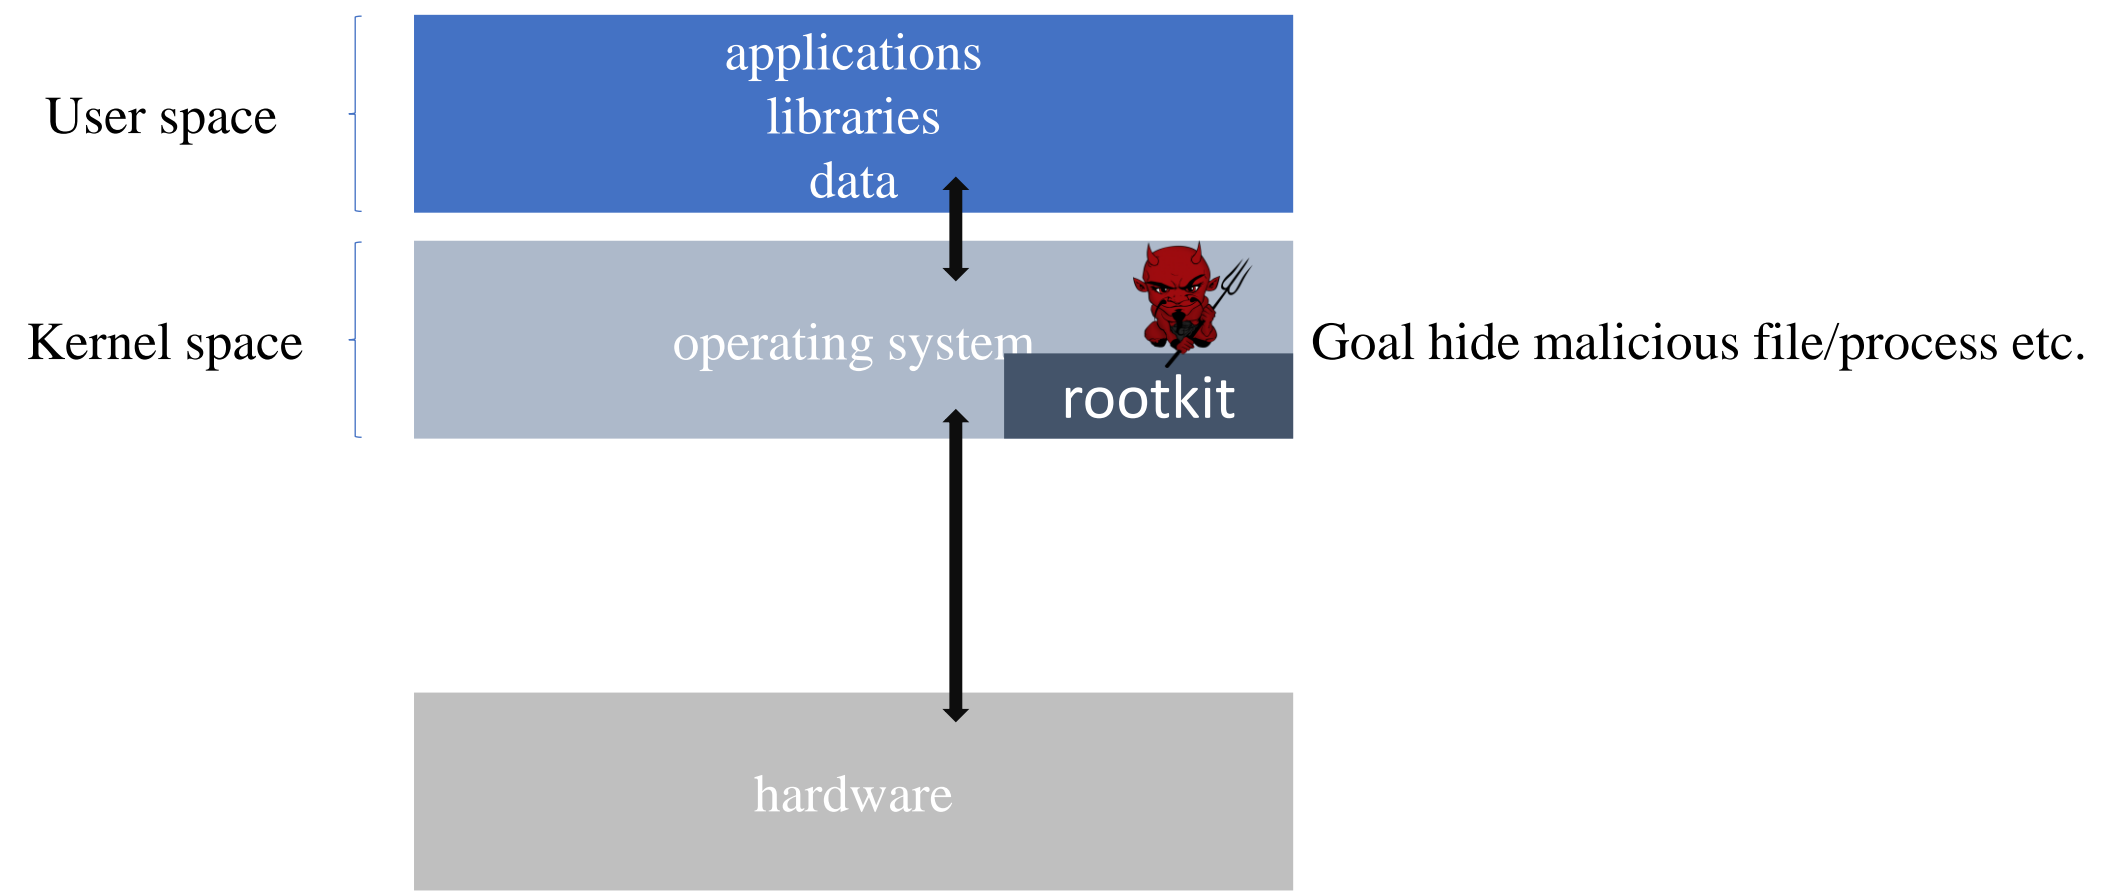 applications
User space
libraries
data
Kernel space
operating system
Goal hide malicious file/process etc.
rootkit
hardware